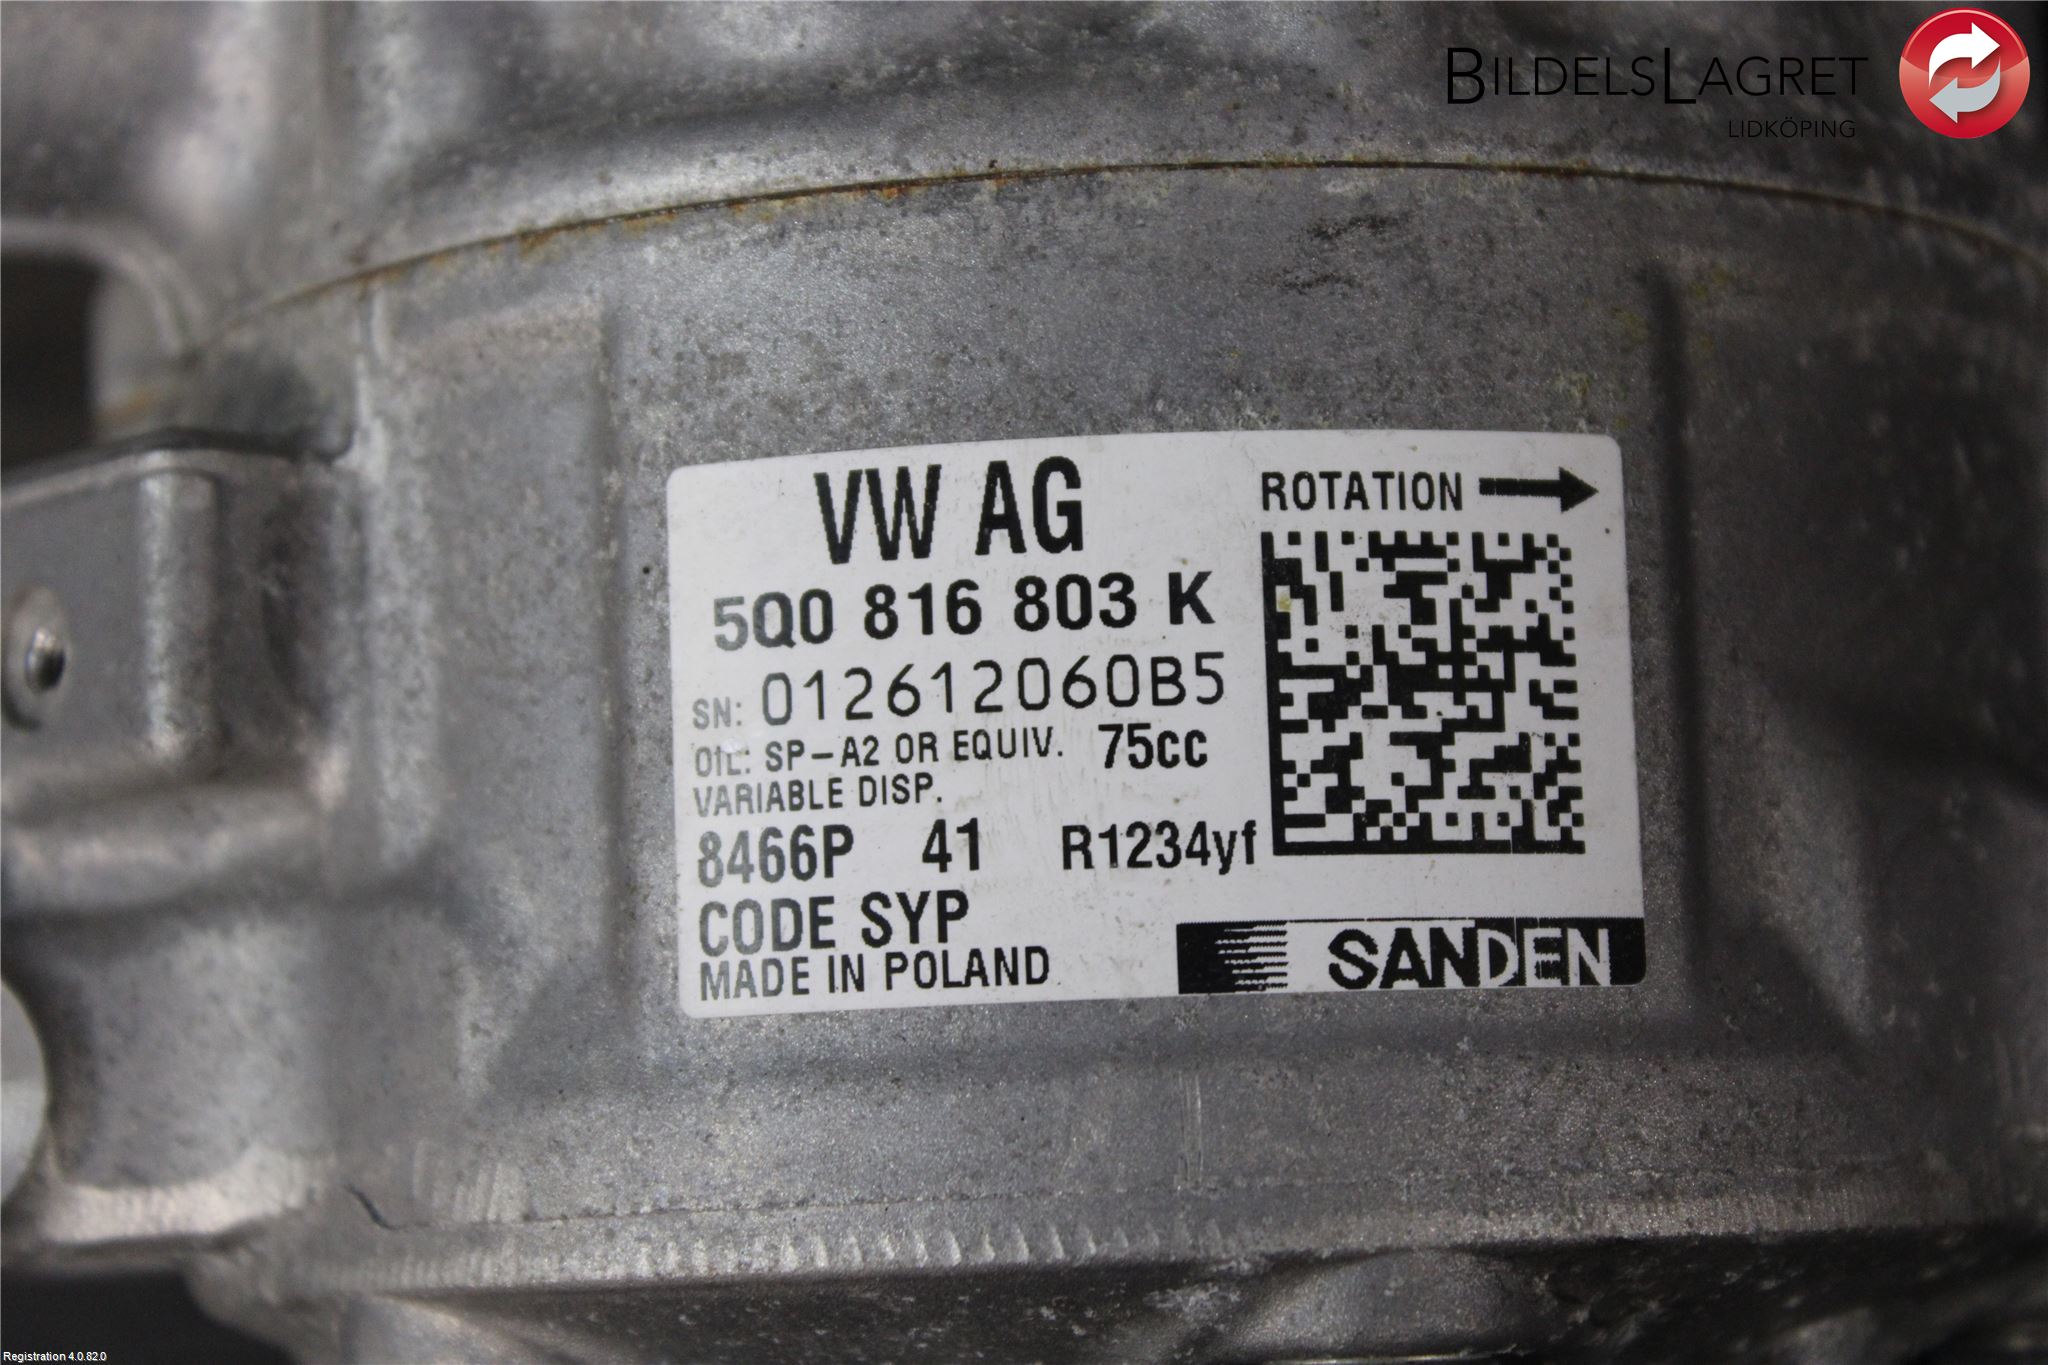 BILDELSLAGRET
LIDKÖPING
VW AG
ROTATION
5Q0 816 803 K
SN: 012612060B5
OIL: SP-A2 OR EQUIV. 75cc
VARIABLE DISP.
8466P 41 R1234yf
CODE SYP
MADE IN POLAND
SANDEN
Registration 4.0.82.0